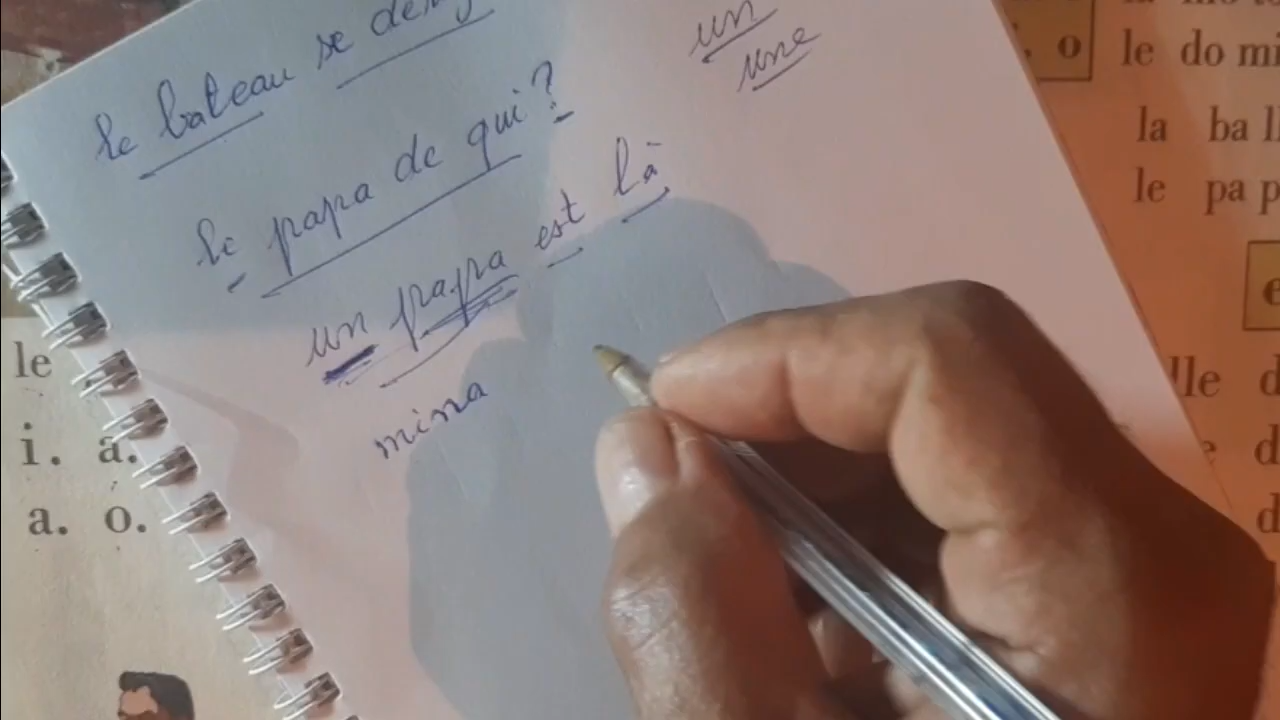 le bateau se
un
une
le papa de qui?
un papa est là
mina
le
i. a.
a. o.
o
le do mi
la ba l
le pa p
e
lle d
e d
d